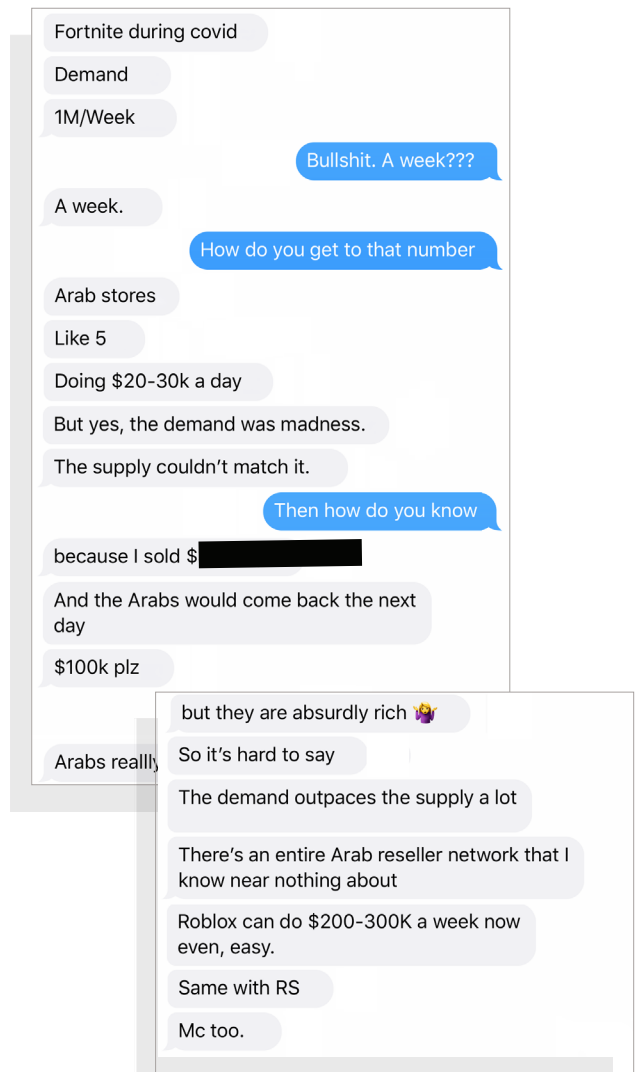 Fortnite during covid
Demand
1M/Week
Bullshit. A week???
A week.
How do you get to that number
Arab stores
Like 5
Doing $20-30k a day
But yes, the demand was madness.
The supply couldn’t match it.
Then how do you know
because I sold $
And the Arabs would come back the next
day
$100k plz
Arabs reallly
but they are absurdly rich 🤷‍♀️
So it’s hard to say
The demand outpaces the supply a lot
There’s an entire Arab reseller network that I
know near nothing about
Roblox can do $200-300K a week now
even, easy.
Same with RS
Mc too.